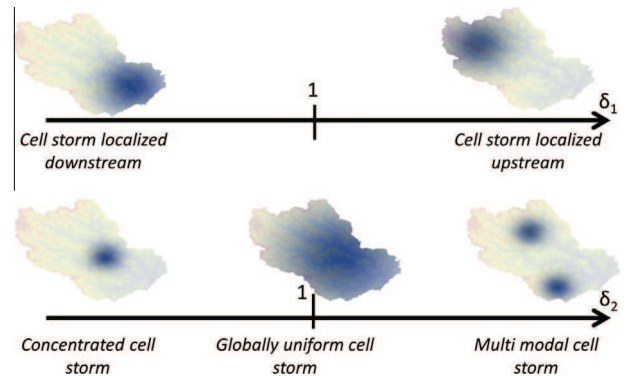 1
δ1
Cell storm localized
downstream
Cell storm localized
upstream
1
δ2
Concentrated cell
storm
Globally uniform cell
storm
Multi modal cell
storm